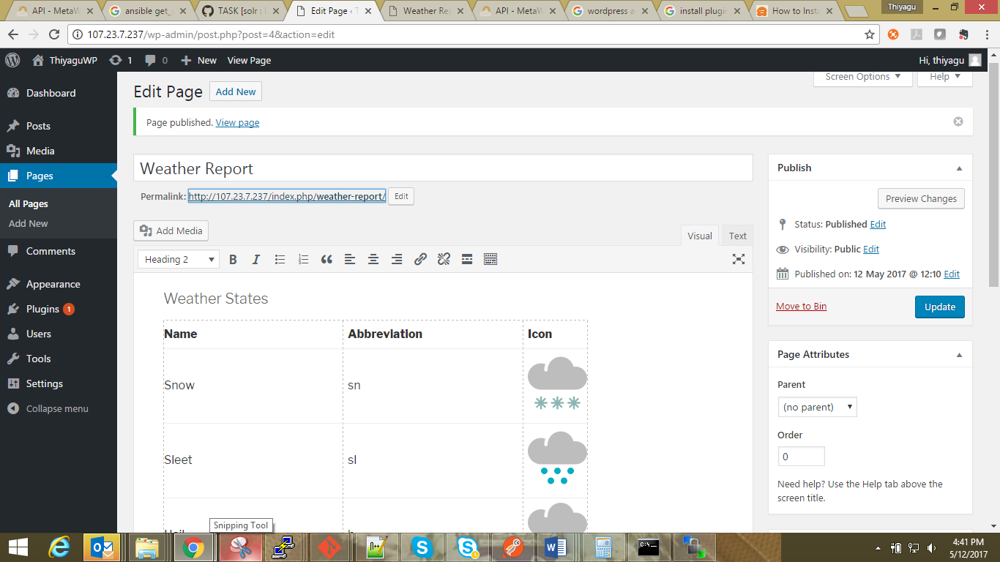 API - MetaW
ansible get_
TASK [solr :
Edit Page ‹ T
Weather Re
API - MetaW
wordpress a
install plugin
How to Insta
Thiyagu
107.23.7.237/wp-admin/post.php?post=4&action=edit
ThiyaguWP
1
0
New
View Page
Hi, thiyagu
Dashboard
Posts
Media
Pages
All Pages
Add New
Comments
Appearance
Plugins 1
Users
Tools
Settings
Collapse menu
Screen Options
Help
Edit Page
Add New
Page published. View page
Weather Report
Permalink: http://107.23.7.237/index.php/weather-report/
Edit
Add Media
Visual
Text
Heading 2
B
I
Weather States
Name
Abbreviation
Icon
Snow
sn
Sleet
sl
Hail
h
Publish
Preview Changes
Status: Published Edit
Visibility: Public Edit
Published on: 12 May 2017 @ 12:10 Edit
Move to Bin
Update
Page Attributes
Parent
(no parent)
Order
0
Need help? Use the Help tab above the
screen title.
Snipping Tool
4:41 PM
5/12/2017